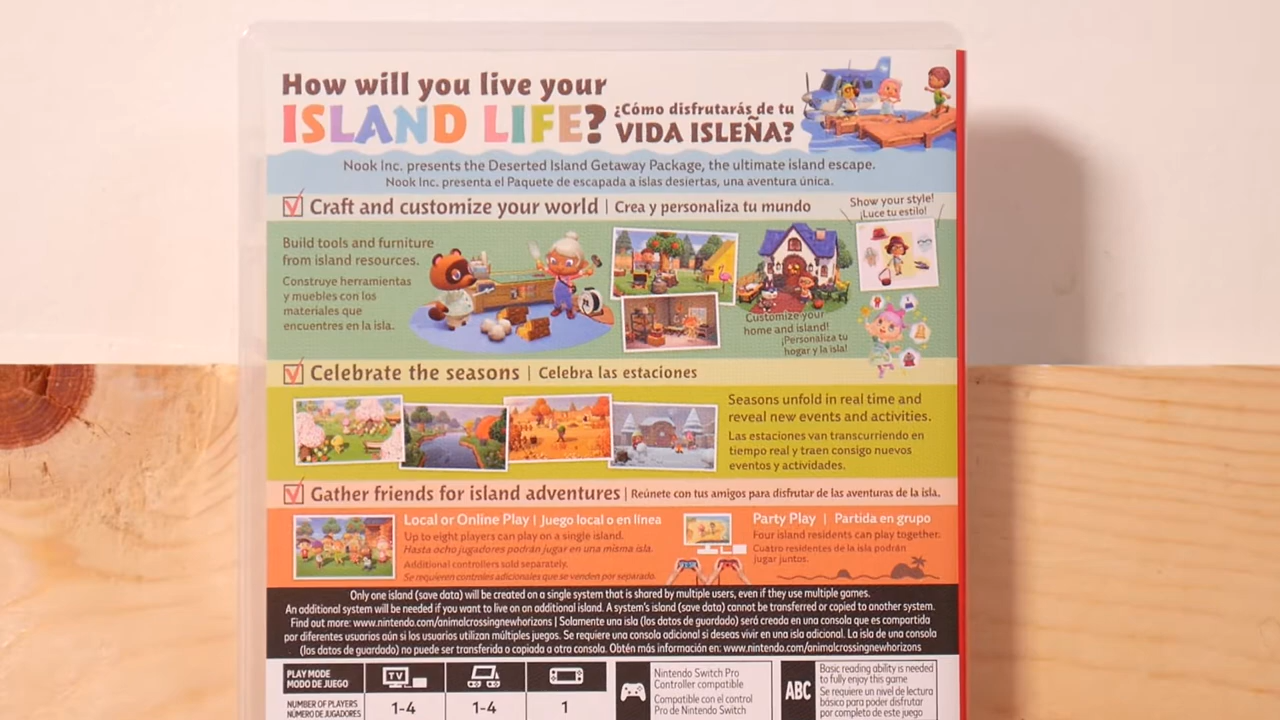 How will you live your
ISLAND LIFE?
¿Cómo disfrutarás de tu
VIDA ISLEÑA?
Nook Inc. presents the Deserted Island Getaway Package, the ultimate island escape.
Nook Inc. presenta el Paquete de escapada a islas desiertas, una aventura única.
Craft and customize your world | Crea y personaliza tu mundo
Show your style!
¡Luce tu estilo!
Build tools and furniture
from island resources.
Construye herramientas
y muebles con los
materiales que
encuentres en la isla.
Customize your
home and island!
¡Personaliza tu
hogar y la isla!
Celebrate the seasons | Celebra las estaciones
Seasons unfold in real time and
reveal new events and activities.
Las estaciones van transcurriendo en
tiempo real y traen consigo nuevos
eventos y actividades.
Gather friends for island adventures | Reúnete con tus amigos para disfrutar de las aventuras de la isla.
Local or Online Play | Juego local o en línea
Up to eight players can play on a single island.
Hasta ocho jugadores podrán jugar en una misma isla.
Additional controllers sold separately.
Se requieren controles adicionales que se venden por separado.
Party Play | Partida en grupo
Four island residents can play together.
Cuatro residentes de la isla podrán
jugar juntos.
Only one island (save data) will be created on a single system that is shared by multiple users, even if they use multiple games.
An additional system will be needed if you want to live on an additional island. A system's island (save data) cannot be transferred or copied to another system.
Find out more: www.nintendo.com/animalcrossingnewhorizons | Solamente una isla (los datos de guardado) será creada en una consola que es compartida
por diferentes usuarios aún si los usuarios utilizan múltiples juegos. Se requiere una consola adicional si deseas vivir en una isla adicional. La isla de una consola
(los datos de guardado) no puede ser transferida o copiada a otra consola. Obtén más información en: www.nintendo.com/animalcrossingnewhorizons
PLAY MODE
MODO DE JUEGO
TV
NUMBER OF PLAYERS
NÚMERO DE JUGADORES
1-4
1-4
1
Nintendo Switch Pro
Controller compatible
Compatible con el control
Pro de Nintendo Switch
ABC
Basic reading ability is needed
to fully enjoy this game
Se requiere un nivel de lectura
básico para poder disfrutar
por completo de este juego